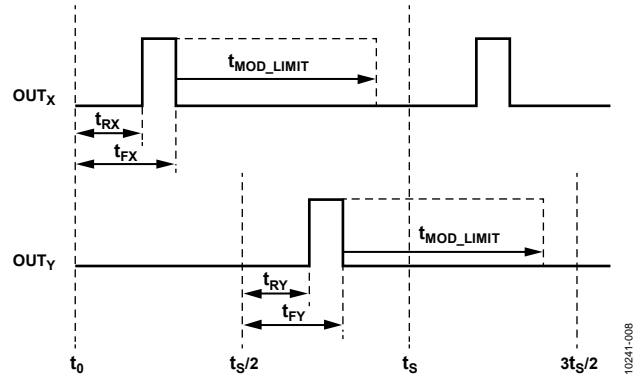 OUTX
tMOD_LIMIT
tRX
tFX
OUTY
tMOD_LIMIT
tRY
tFY
t0
tS/2
tS
3tS/2
10241-008